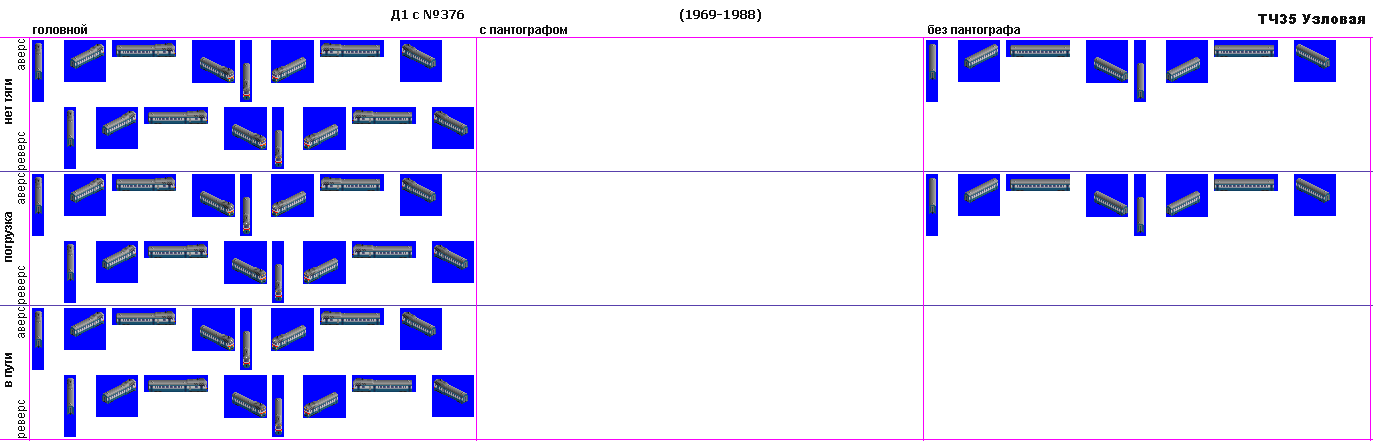 Д1 с №376 (1969-1988) ТЧ35 Узловая
головной с пантографом без пантографа
нет тяги
аверс
реверс
погрузка
аверс
реверс
в пути
аверс
реверс